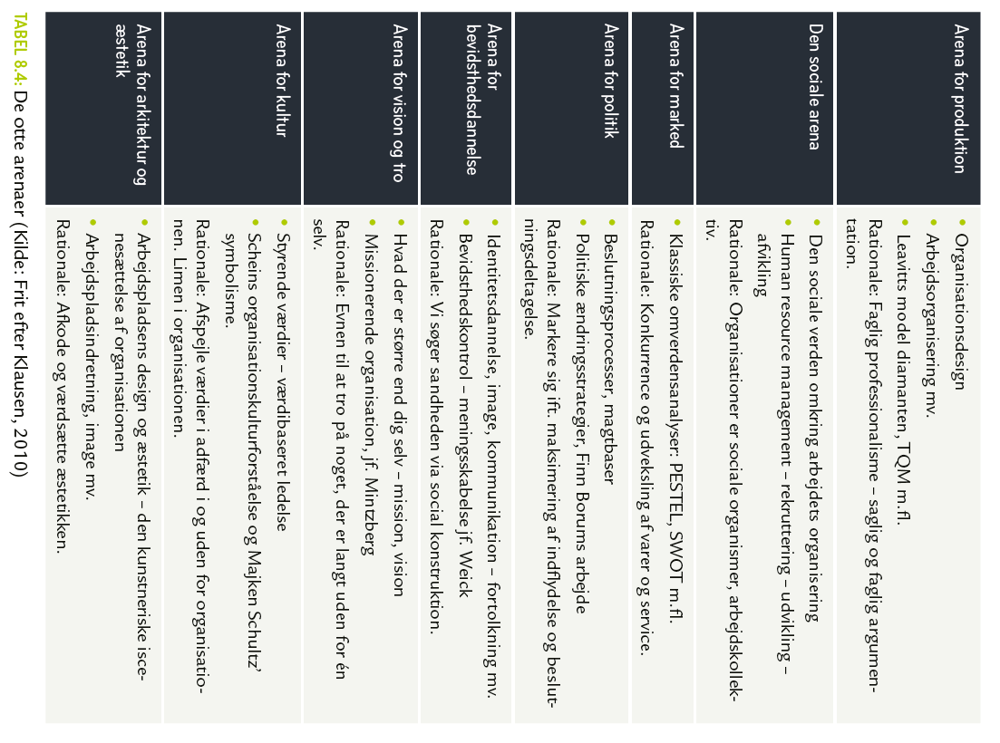 Arena for produktion
• Organisationsdesign
• Arbejdsorganisering mv.
• Leavitts model diamanten, TQM m.fl.
Rationale: Faglig professionalisme – saglig og faglig argumen-
tation.
Den sociale arena
• Den sociale verden omkring arbejdets organisering
• Human resource management – rekruttering – udvikling –
afvikling
Rationale: Organisationer er sociale organismer, arbejdskollek-
tiv.
Arena for marked
• Klassiske omverdensanalyser: PESTEL, SWOT m.fl.
Rationale: Konkurrence og udveksling af varer og service.
Arena for politik
• Beslutningsprocesser, magtbaser
• Politiske ændringsstrategier, Finn Borums arbejde
Rationale: Markere sig ift. maksimering af indflydelse og beslut-
ningsdeltagelse.
Arena for
bevidsthedsdannelse
• Identitetsdannelse, image, kommunikation – fortolkning mv.
• Bevidsthedskontrol – meningsskabelse jf. Weick
Rationale: Vi søger sandheden via social konstruktion.
Arena for vision og tro
• Hvad der er større end dig selv – mission, vision
• Missionerende organisation, jf. Mintzberg
Rationale: Evnen til at tro på noget, der er langt uden for én
selv.
Arena for kultur
• Styrende værdier – værdibaseret ledelse
• Scheins organisationskulturforståelse og Majken Schultz’
symbolisme.
Rationale: Afspejle værdier i adfærd i og uden for organisatio-
nen. Limen i organisationen.
Arena for arkitektur og
æstetik
• Arbejdspladsens design og æstetik – den kunstneriske isce-
nesættelse af organisationen
• Arbejdspladsindretning, image mv.
Rationale: Afkode og værdsætte æstetikken.
TABEL 8.4: De otte arenaer (Kilde: Frit efter Klausen, 2010)